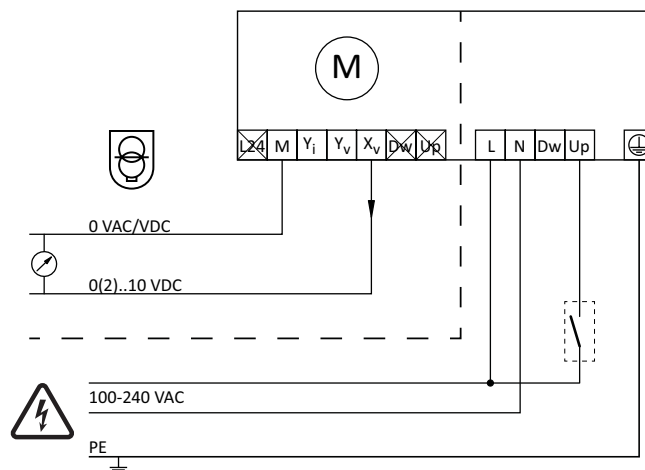 M
L24 M Yi Yv Xv Dw Up L N Dw Up
0 VAC/VDC
0(2)..10 VDC
100-240 VAC
PE